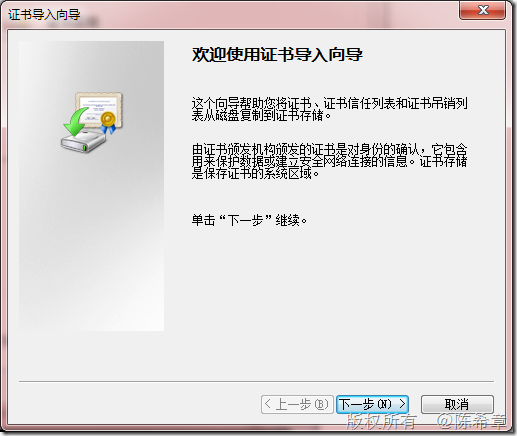 证书导入向导
欢迎使用证书导入向导
这个向导帮助您将证书、证书信任列表和证书吊销列
表从磁盘复制到证书存储。
由证书颁发机构颁发的证书是对身份的确认，它包含
用来保护数据或建立安全网络连接的信息。证书存储
是保存证书的系统区域。
单击“下一步”继续。
< 上一步(B) 下一步(N) > 取消
版权所有 @陈希章